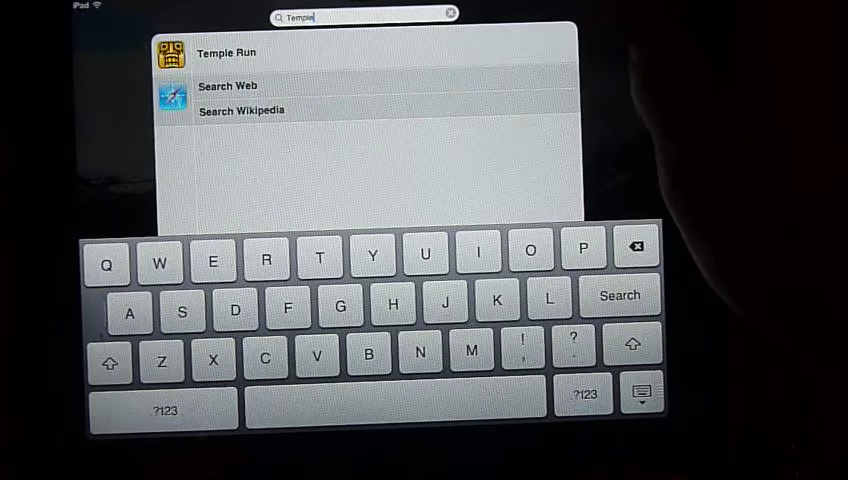 iPad
Temple
Temple Run
Search Web
Search Wikipedia
Q W E R T Y U I O P
A S D F G H J K L Search
Z X C V B N M ! , ? .
.?123 .?123